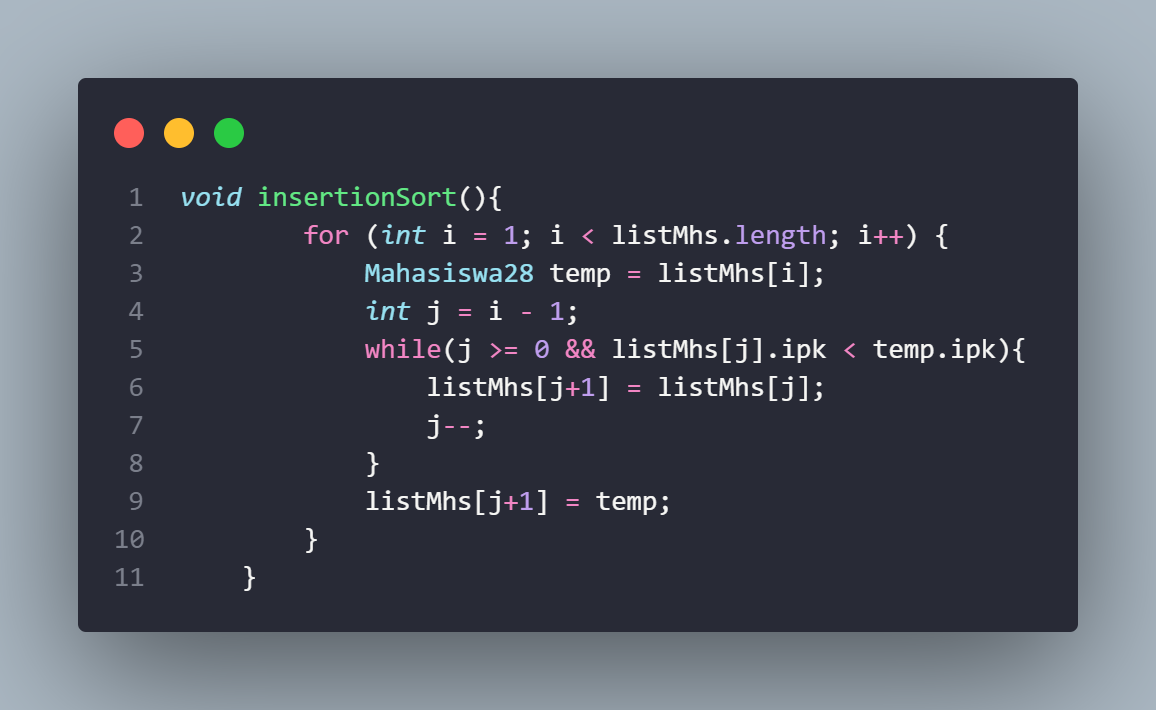 1 void insertionSort(){
2         for (int i = 1; i < listMhs.length; i++) {
3             Mahasiswa28 temp = listMhs[i];
4             int j = i - 1;
5             while(j >= 0 && listMhs[j].ipk < temp.ipk){
6                 listMhs[j+1] = listMhs[j];
7                 j--;
8             }
9             listMhs[j+1] = temp;
10         }
11     }